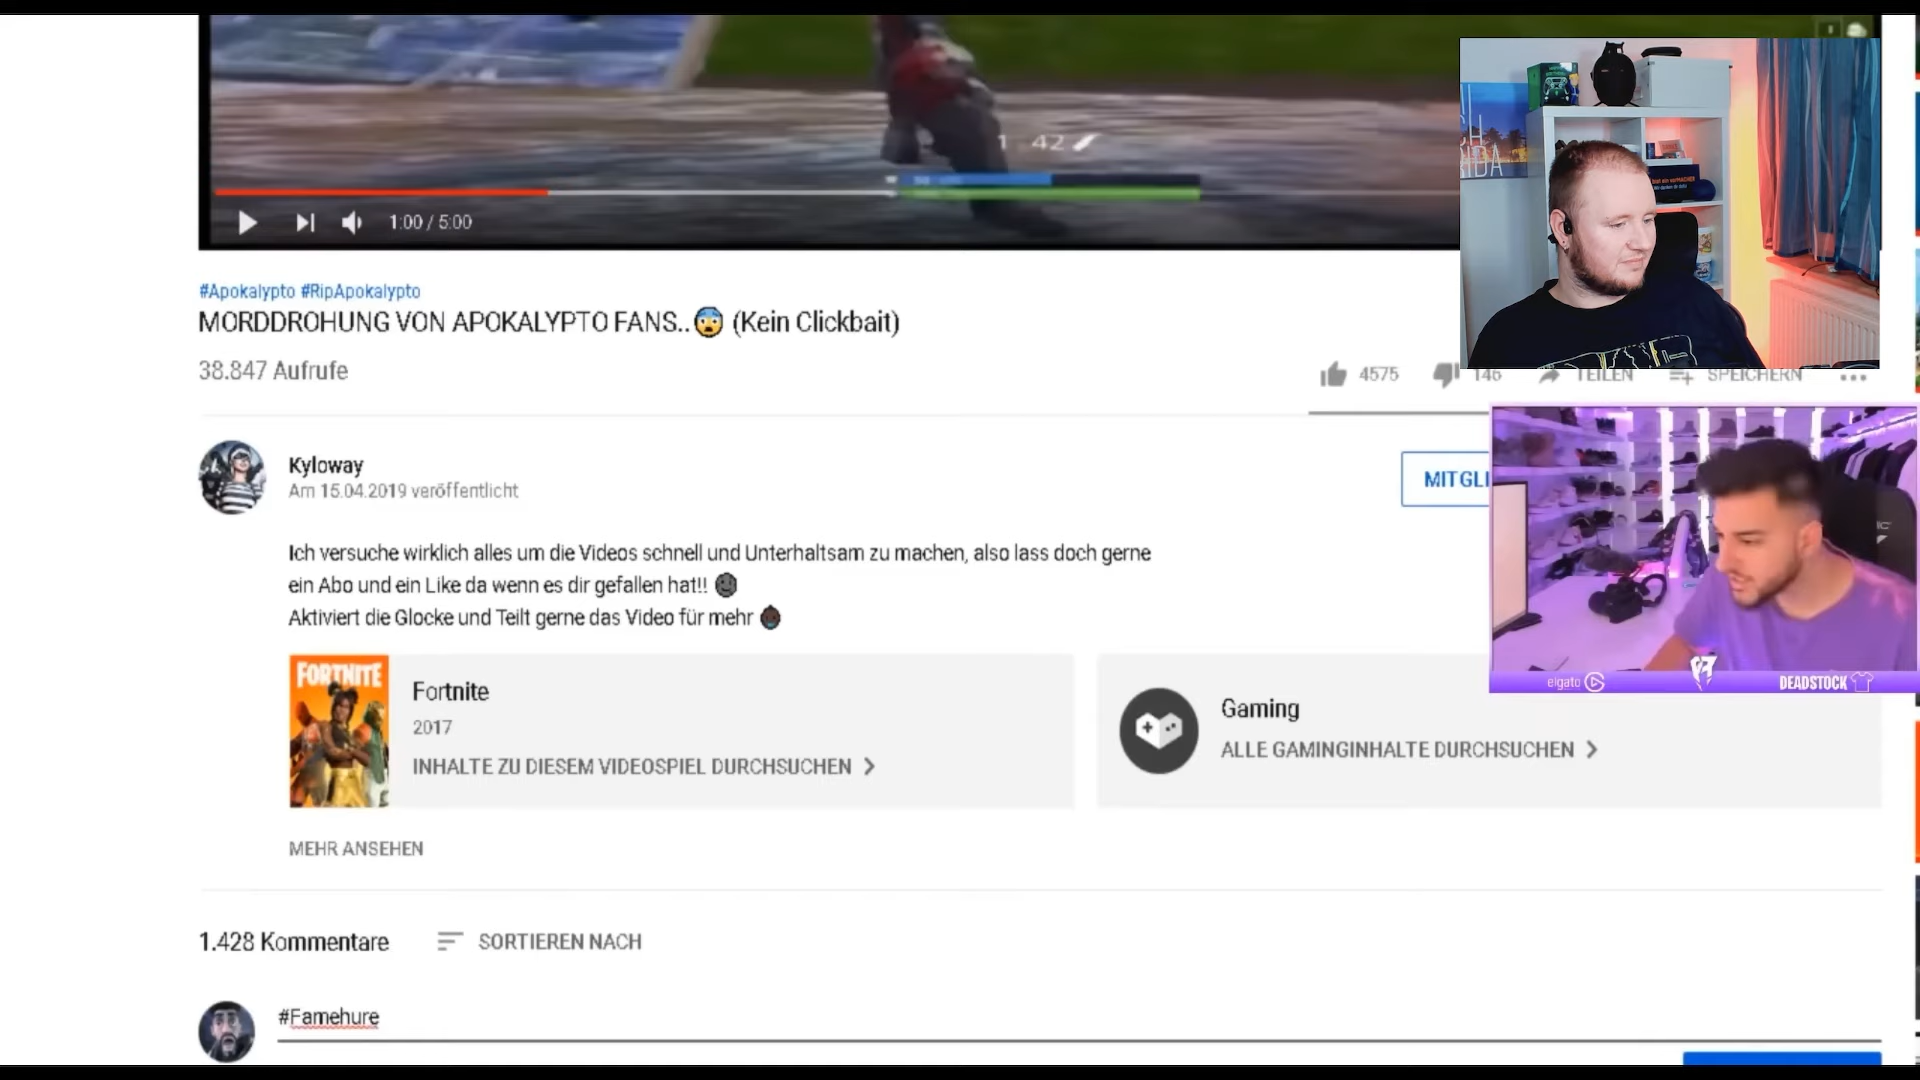 1 42
1:00 / 5:00
#Apokalypto #RipApokalypto
MORDDROHUNG VON APOKALYPTO FANS..😨 (Kein Clickbait)
38.847 Aufrufe
4575
TEILEN
SPEICHERN
Kyloway
Am 15.04.2019 veröffentlicht
MITGLI
Ich versuche wirklich alles um die Videos schnell und Unterhaltsam zu machen, also lass doch gerne
ein Abo und ein Like da wenn es dir gefallen hat!!
Aktiviert die Glocke und Teilt gerne das Video für mehr
elgato
DEADSTOCK
FORTNITE
Fortnite
2017
INHALTE ZU DIESEM VIDEOSPIEL DURCHSUCHEN
Gaming
ALLE GAMINGINHALTE DURCHSUCHEN
MEHR ANSEHEN
1.428 Kommentare
SORTIEREN NACH
#Famehure